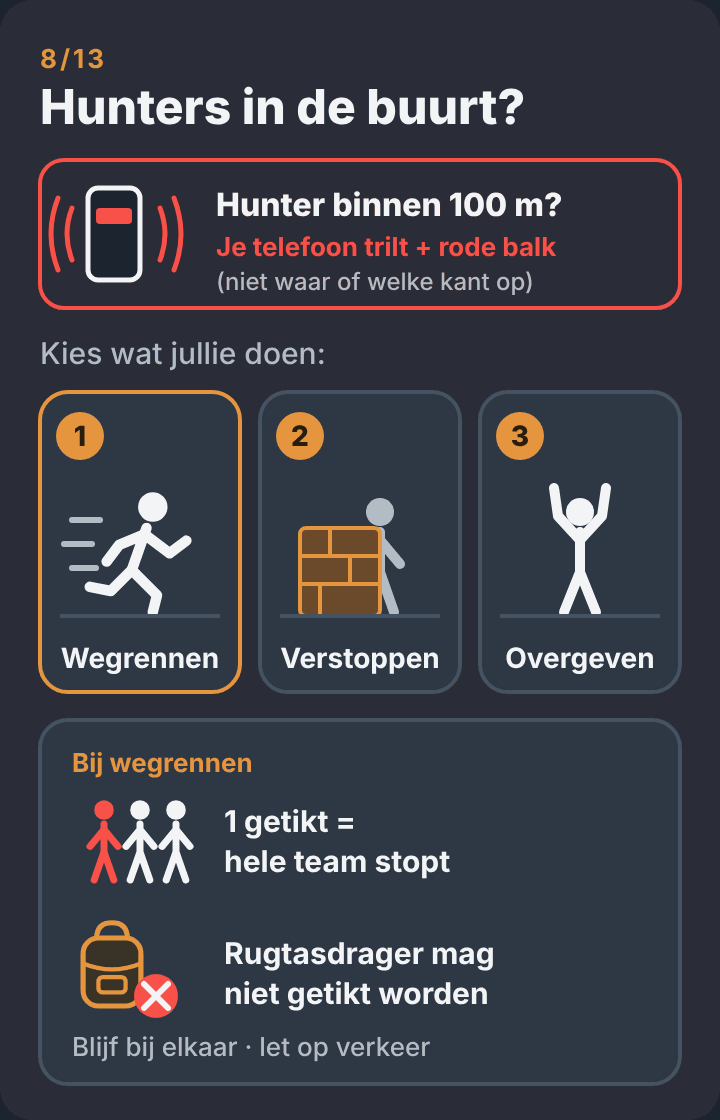 8/13
Hunters in de buurt?
Hunter binnen 100 m?
Je telefoon trilt + rode balk
(niet waar of welke kant op)
Kies wat jullie doen:
1
2
3
Wegrennen
Verstoppen
Overgeven
Bij wegrennen
1 getikt =
hele team stopt
Rugtasdrager mag
niet getikt worden
Blijf bij elkaar · let op verkeer